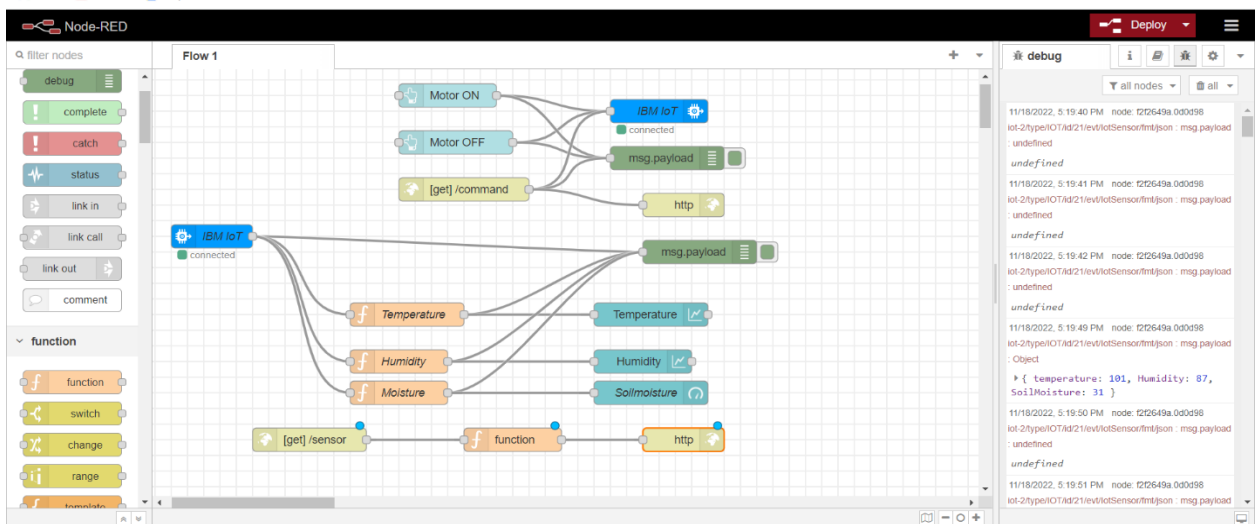 Node-RED
Deploy
filter nodes
Flow 1
debug
all nodes
all
debug
complete
catch
status
link in
link call
link out
comment
function
function
switch
change
range
template
Motor ON
IBM IoT
connected
Motor OFF
msg.payload
[get] /command
http
IBM IoT
connected
msg.payload
Temperature
Temperature
Humidity
Humidity
Moisture
Soilmoisture
[get] /sensor
function
http
11/18/2022, 5:19:40 PM node: f2f2649a.0d0d98
iot-2/type/IOT/id/21/evt/IotSensor/fmt/json : msg.payload
: undefined
undefined
11/18/2022, 5:19:41 PM node: f2f2649a.0d0d98
iot-2/type/IOT/id/21/evt/IotSensor/fmt/json : msg.payload
: undefined
undefined
11/18/2022, 5:19:42 PM node: f2f2649a.0d0d98
iot-2/type/IOT/id/21/evt/IotSensor/fmt/json : msg.payload
: undefined
undefined
11/18/2022, 5:19:49 PM node: f2f2649a.0d0d98
iot-2/type/IOT/id/21/evt/IotSensor/fmt/json : msg.payload
: Object
{ temperature: 101, Humidity: 87,
SoilMoisture: 31 }
11/18/2022, 5:19:50 PM node: f2f2649a.0d0d98
iot-2/type/IOT/id/21/evt/IotSensor/fmt/json : msg.payload
: undefined
undefined
11/18/2022, 5:19:51 PM node: f2f2649a.0d0d98
iot-2/type/IOT/id/21/evt/IotSensor/fmt/json : msg.payload